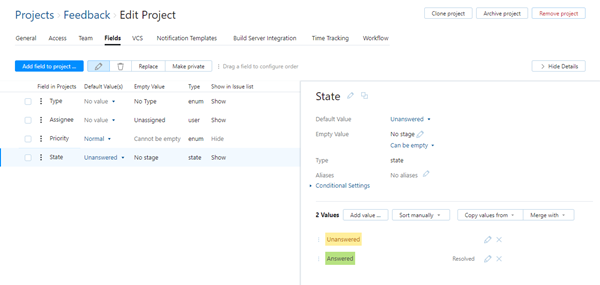 Projects › Feedback › Edit Project
Clone project Archive project Remove project
General Access Team Fields VCS Notification Templates Build Server Integration Time Tracking Workflow
Add field to project ... Replace Make private Drag a field to configure order Hide Details
Field in Projects Default Value(s) Empty Value Type Show in Issue list
Type No value No Type enum Show
Assignee No value Unassigned user Show
Priority Normal Cannot be empty enum Hide
State Unanswered No stage state Show
State
Default Value Unanswered
Empty Value No stage
Can be empty
Type state
Aliases No aliases
Conditional Settings
2 Values Add value ... Sort manually Copy values from Merge with
Unanswered
Answered Resolved